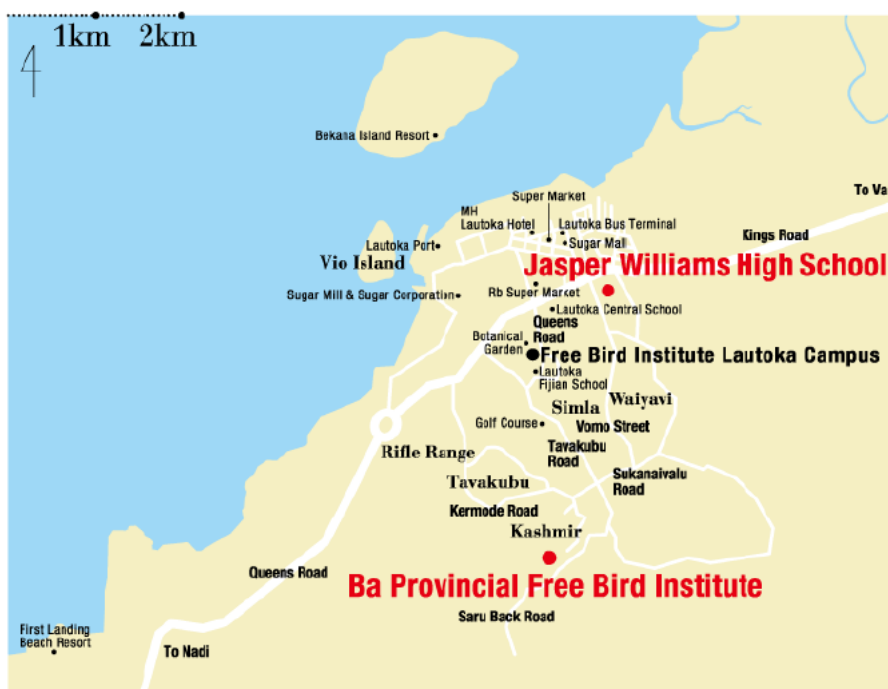 1km 2km
4
Bekana Island Resort
Super Market
MH
Lautoka Hotel
Lautoka Bus Terminal
To Va
Kings Road
Lautoka Port
Sugar Mall
Vio Island
Jasper Williams High School
Sugar Mill & Sugar Corporation
Rb Super Market
Lautoka Central School
Queens
Road
Botanical
Garden
Free Bird Institute Lautoka Campus
Lautoka
Fijian School
Simla
Waiyavi
Golf Course
Vomo Street
Rifle Range
Tavakubu
Road
Tavakubu
Sukanaivalu
Road
Kermode Road
Kashmir
Queens Road
Ba Provincial Free Bird Institute
Saru Back Road
First Landing
Beach Resort
To Nadi